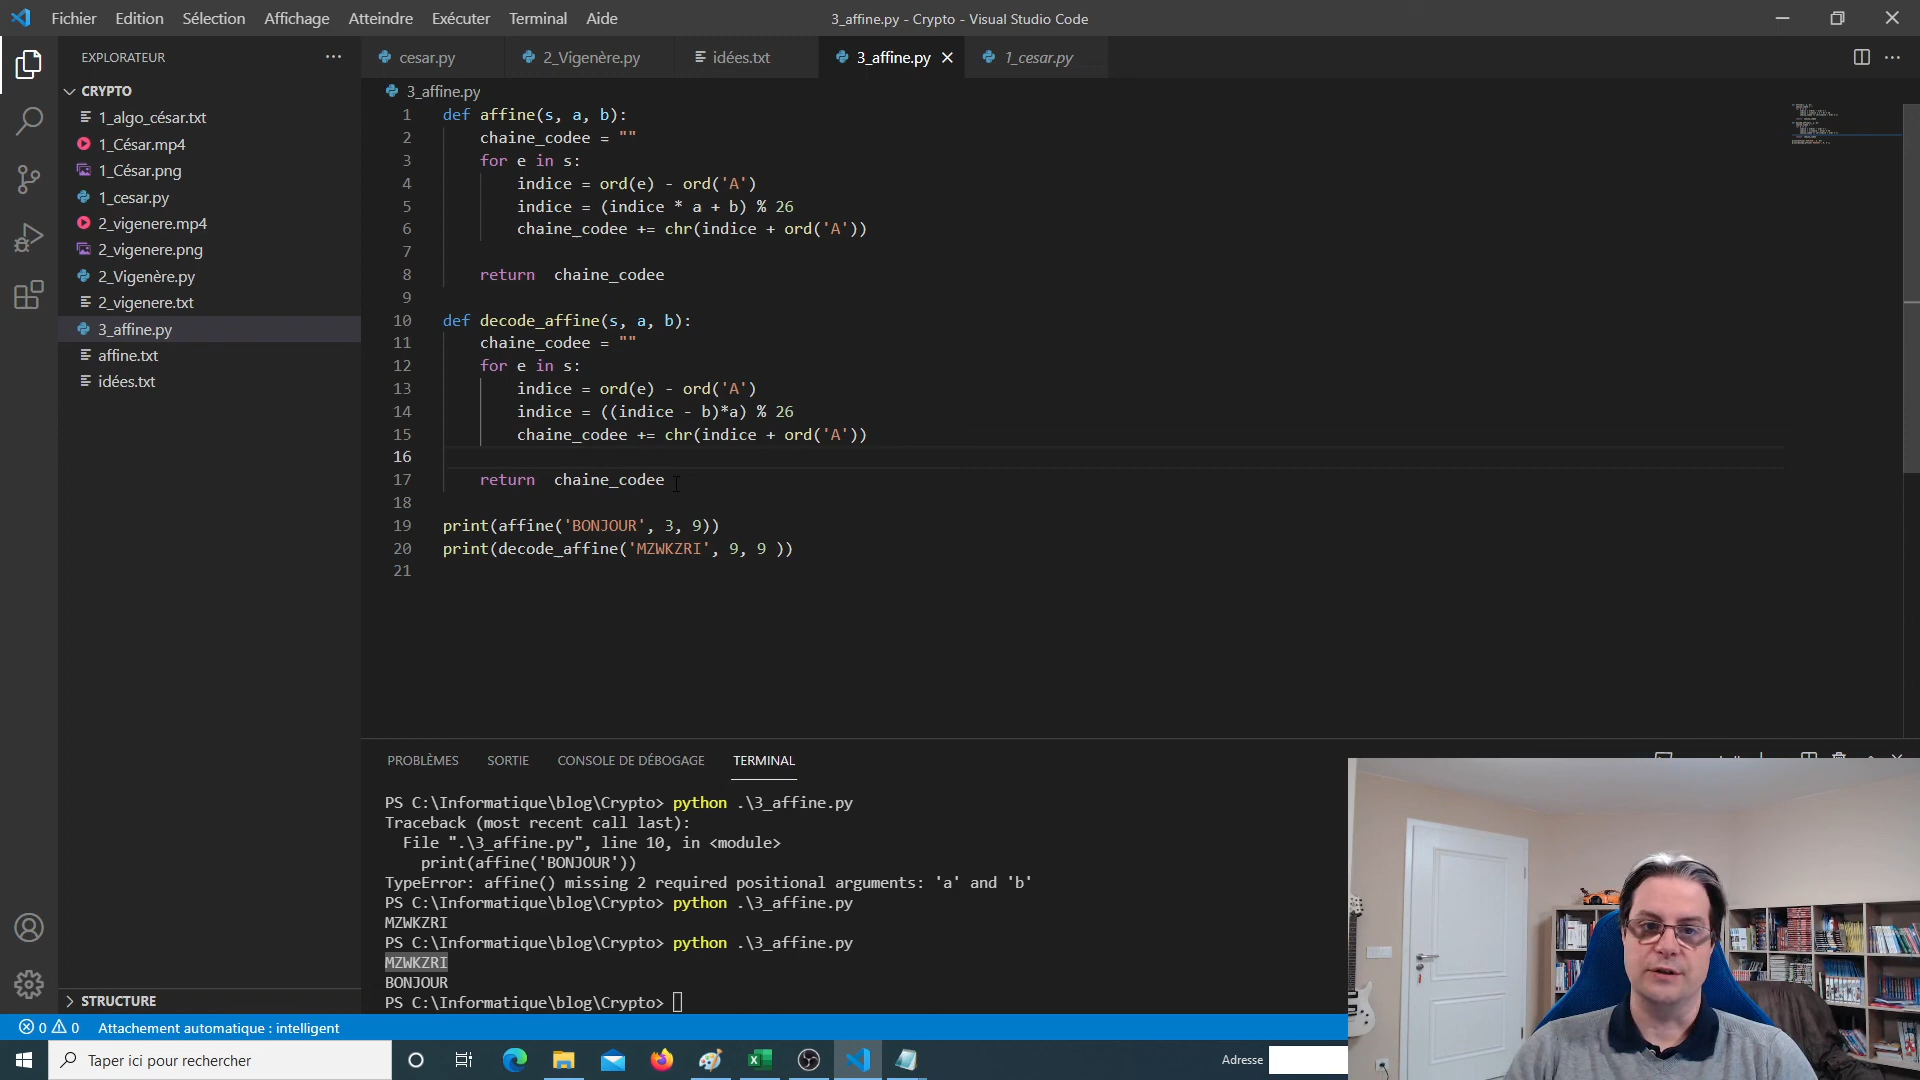 Fichier Edition Sélection Affichage Atteindre Exécuter Terminal Aide
3_affine.py - Crypto - Visual Studio Code
EXPLORATEUR
CRYPTO
1_algo_césar.txt
1_César.mp4
1_César.png
1_cesar.py
2_vigenere.mp4
2_vigenere.png
2_Vigenère.py
2_vigenere.txt
3_affine.py
affine.txt
idées.txt
STRUCTURE
cesar.py 2_Vigenère.py idées.txt 3_affine.py 1_cesar.py
3_affine.py
1 def affine(s, a, b):
2 chaine_codee = ""
3 for e in s:
4 indice = ord(e) - ord('A')
5 indice = (indice * a + b) % 26
6 chaine_codee += chr(indice + ord('A'))
7
8 return  chaine_codee
9
10 def decode_affine(s, a, b):
11 chaine_codee = ""
12 for e in s:
13 indice = ord(e) - ord('A')
14 indice = ((indice - b)*a) % 26
15 chaine_codee += chr(indice + ord('A'))
16
17 return  chaine_codee
18
19 print(affine('BONJOUR', 3, 9))
20 print(decode_affine('MZWKZRI', 9, 9 ))
21
PROBLÈMES SORTIE CONSOLE DE DÉBOGAGE TERMINAL
PS C:\Informatique\blog\Crypto> python .\3_affine.py
Traceback (most recent call last):
File ".\3_affine.py", line 10, in <module>
print(affine('BONJOUR'))
TypeError: affine() missing 2 required positional arguments: 'a' and 'b'
PS C:\Informatique\blog\Crypto> python .\3_affine.py
MZWKZRI
PS C:\Informatique\blog\Crypto> python .\3_affine.py
MZWKZRI
BONJOUR
PS C:\Informatique\blog\Crypto>
0 0 Attachement automatique : intelligent
Taper ici pour rechercher
Adresse